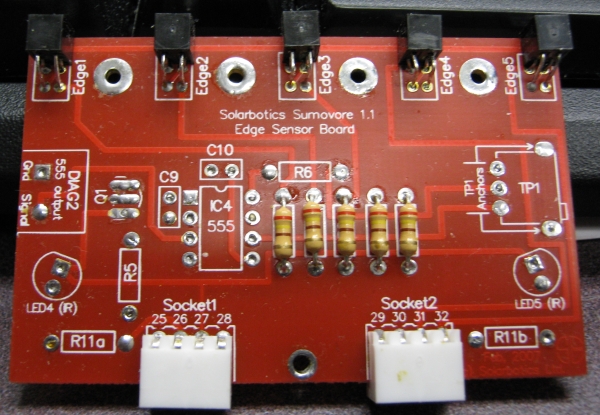 Edge1
Edge2
Edge3
Edge4
Edge5
Solarbotics Sumovore 1.1
Edge Sensor Board
Gnd
Signal
DIAG2
555 output
Q1
C9
C10
IC4
555
R6
TP1
Anchors
TP1
R5
LED4 (IR)
LED5 (IR)
Socket1
25 26 27 28
Socket2
29 30 31 32
R11a
R11b